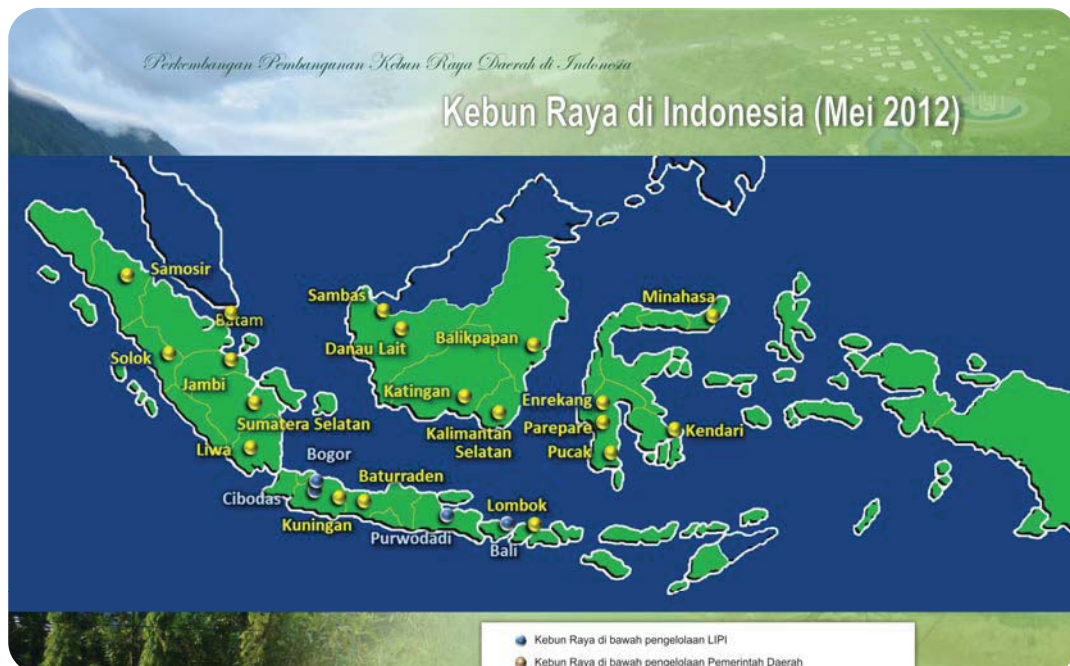 Perkembangan Pembangunan Kebun Raya Daerah di Indonesia
Kebun Raya di Indonesia (Mei 2012)
Samosir
Batam
Solok
Jambi
Sumatera Selatan
Liwa
Sambas
Danau Lait
Balikpapan
Katingan
Kalimantan
Selatan
Minahasa
Enrekang
Parepare
Pucak
Kendari
Bogor
Cibodas
Baturraden
Kuningan
Purwodadi
Lombok
Bali
Kebun Raya di bawah pengelolaan LIPI
Kebun Raya di bawah pengelolaan Pemerintah Daerah